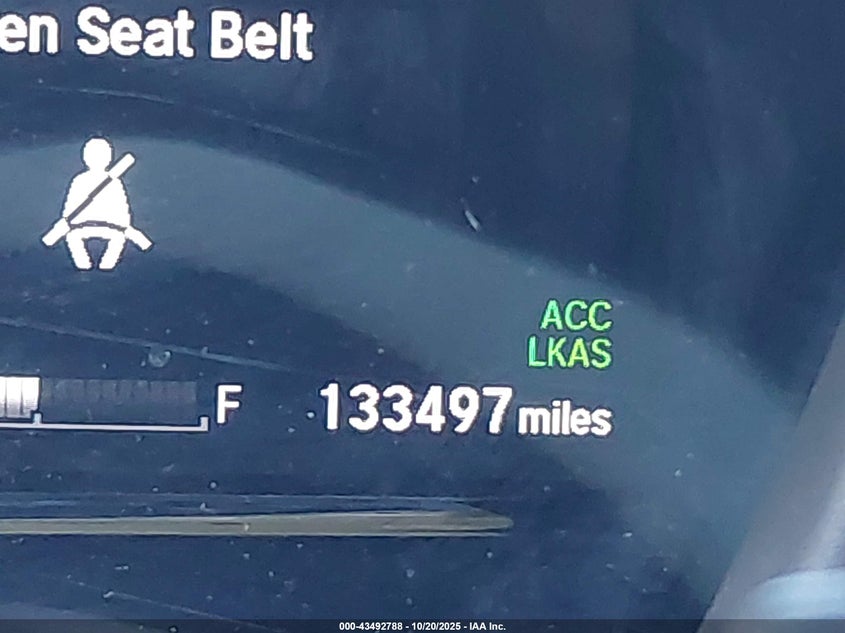 en Seat Belt
ACC
LKAS
F
133497 miles
000-43492788 - 10/20/2025 - IAA Inc.